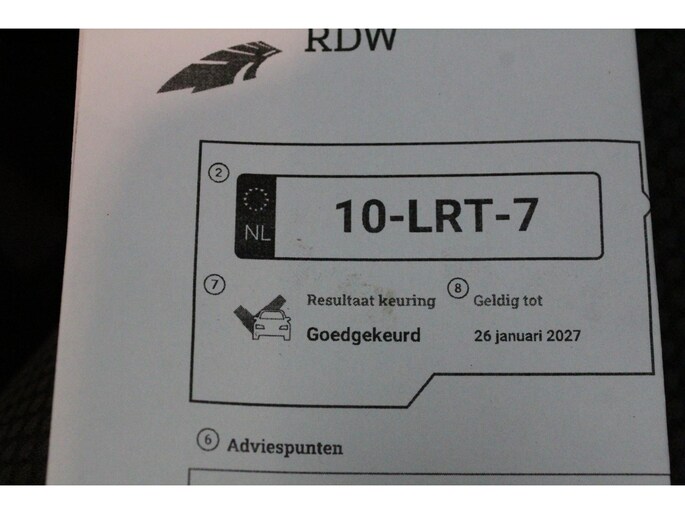 RDW
2
NL 10-LRT-7
7 Resultaat keuring 8 Geldig tot
Goedgekeurd 26 januari 2027
6 Adviespunten